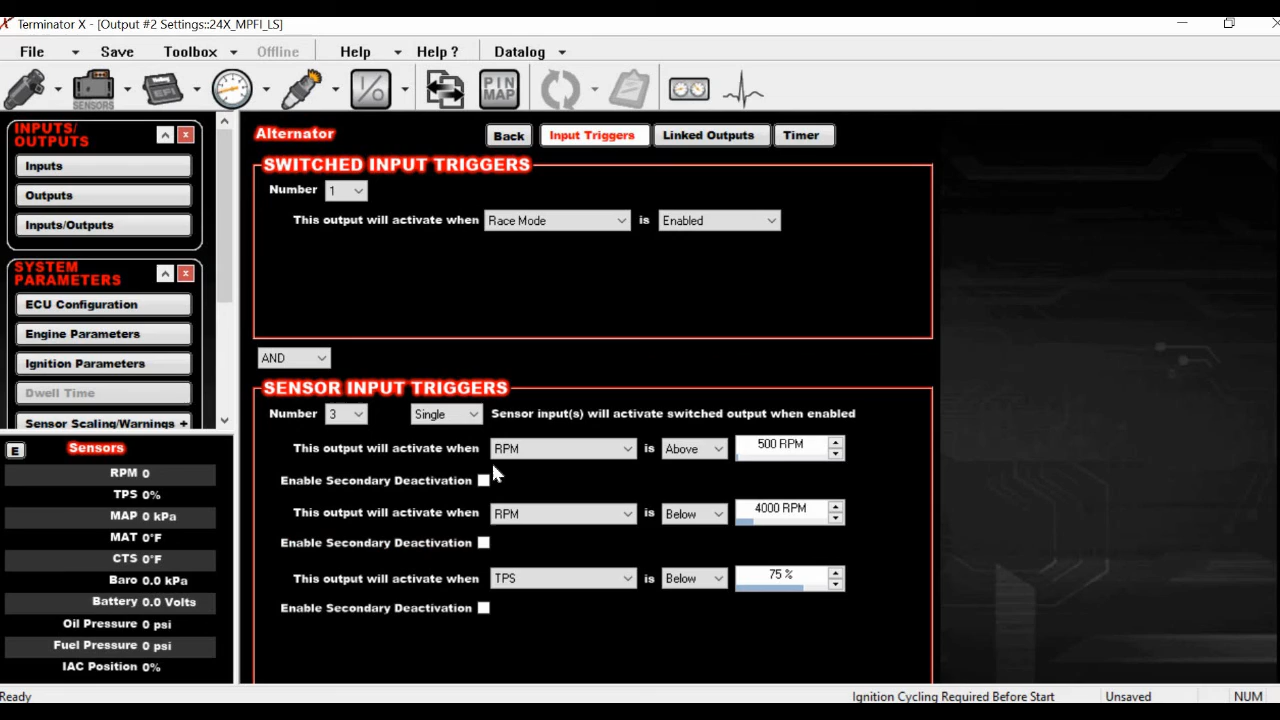 Terminator X - [Output #2 Settings::24X_MPFI_LS]
File Save Toolbox Offline Help Help ? Datalog
SENSORS EFI I/O PIN MAP
INPUTS/
OUTPUTS
Inputs
Outputs
Inputs/Outputs
SYSTEM
PARAMETERS
ECU Configuration
Engine Parameters
Ignition Parameters
Dwell Time
Sensor Scaling/Warnings +
E Sensors
RPM 0
TPS 0%
MAP 0 kPa
MAT 0°F
CTS 0°F
Baro 0.0 kPa
Battery 0.0 Volts
Oil Pressure 0 psi
Fuel Pressure 0 psi
IAC Position 0%
Alternator Back Input Triggers Linked Outputs Timer
SWITCHED INPUT TRIGGERS
Number 1
This output will activate when Race Mode is Enabled
AND
SENSOR INPUT TRIGGERS
Number 3 Single Sensor input(s) will activate switched output when enabled
This output will activate when RPM is Above 500 RPM
Enable Secondary Deactivation
This output will activate when RPM is Below 4000 RPM
Enable Secondary Deactivation
This output will activate when TPS is Below 75 %
Enable Secondary Deactivation
Ready Ignition Cycling Required Before Start Unsaved NUM